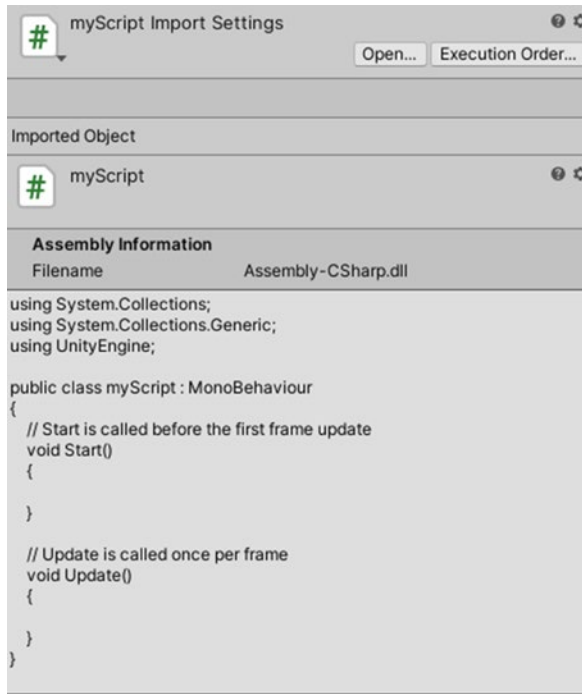 #
myScript Import Settings
Open...
Execution Order...
Imported Object
#
myScript
Assembly Information
Filename Assembly-CSharp.dll
using System.Collections;
using System.Collections.Generic;
using UnityEngine;
public class myScript : MonoBehaviour
{
// Start is called before the first frame update
void Start()
{
}
// Update is called once per frame
void Update()
{
}
}